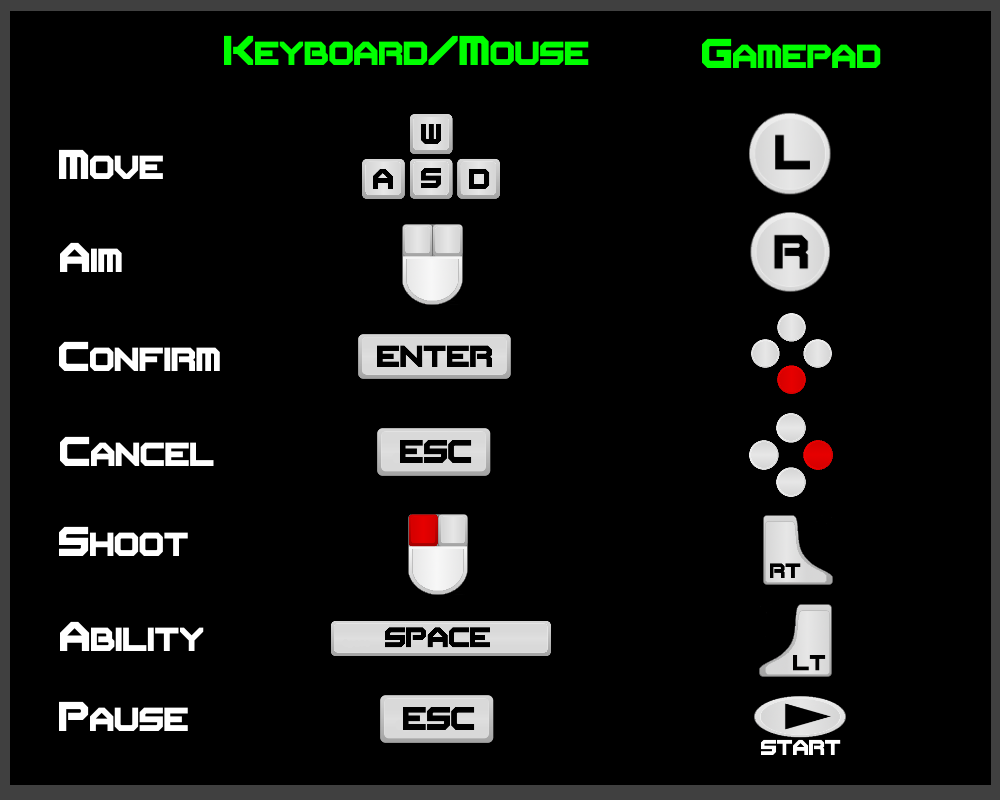 Keyboard/Mouse Gamepad
Move W L
A S D
Aim R
Confirm ENTER
Cancel ESC
Shoot RT
Ability SPACE LT
Pause ESC
START